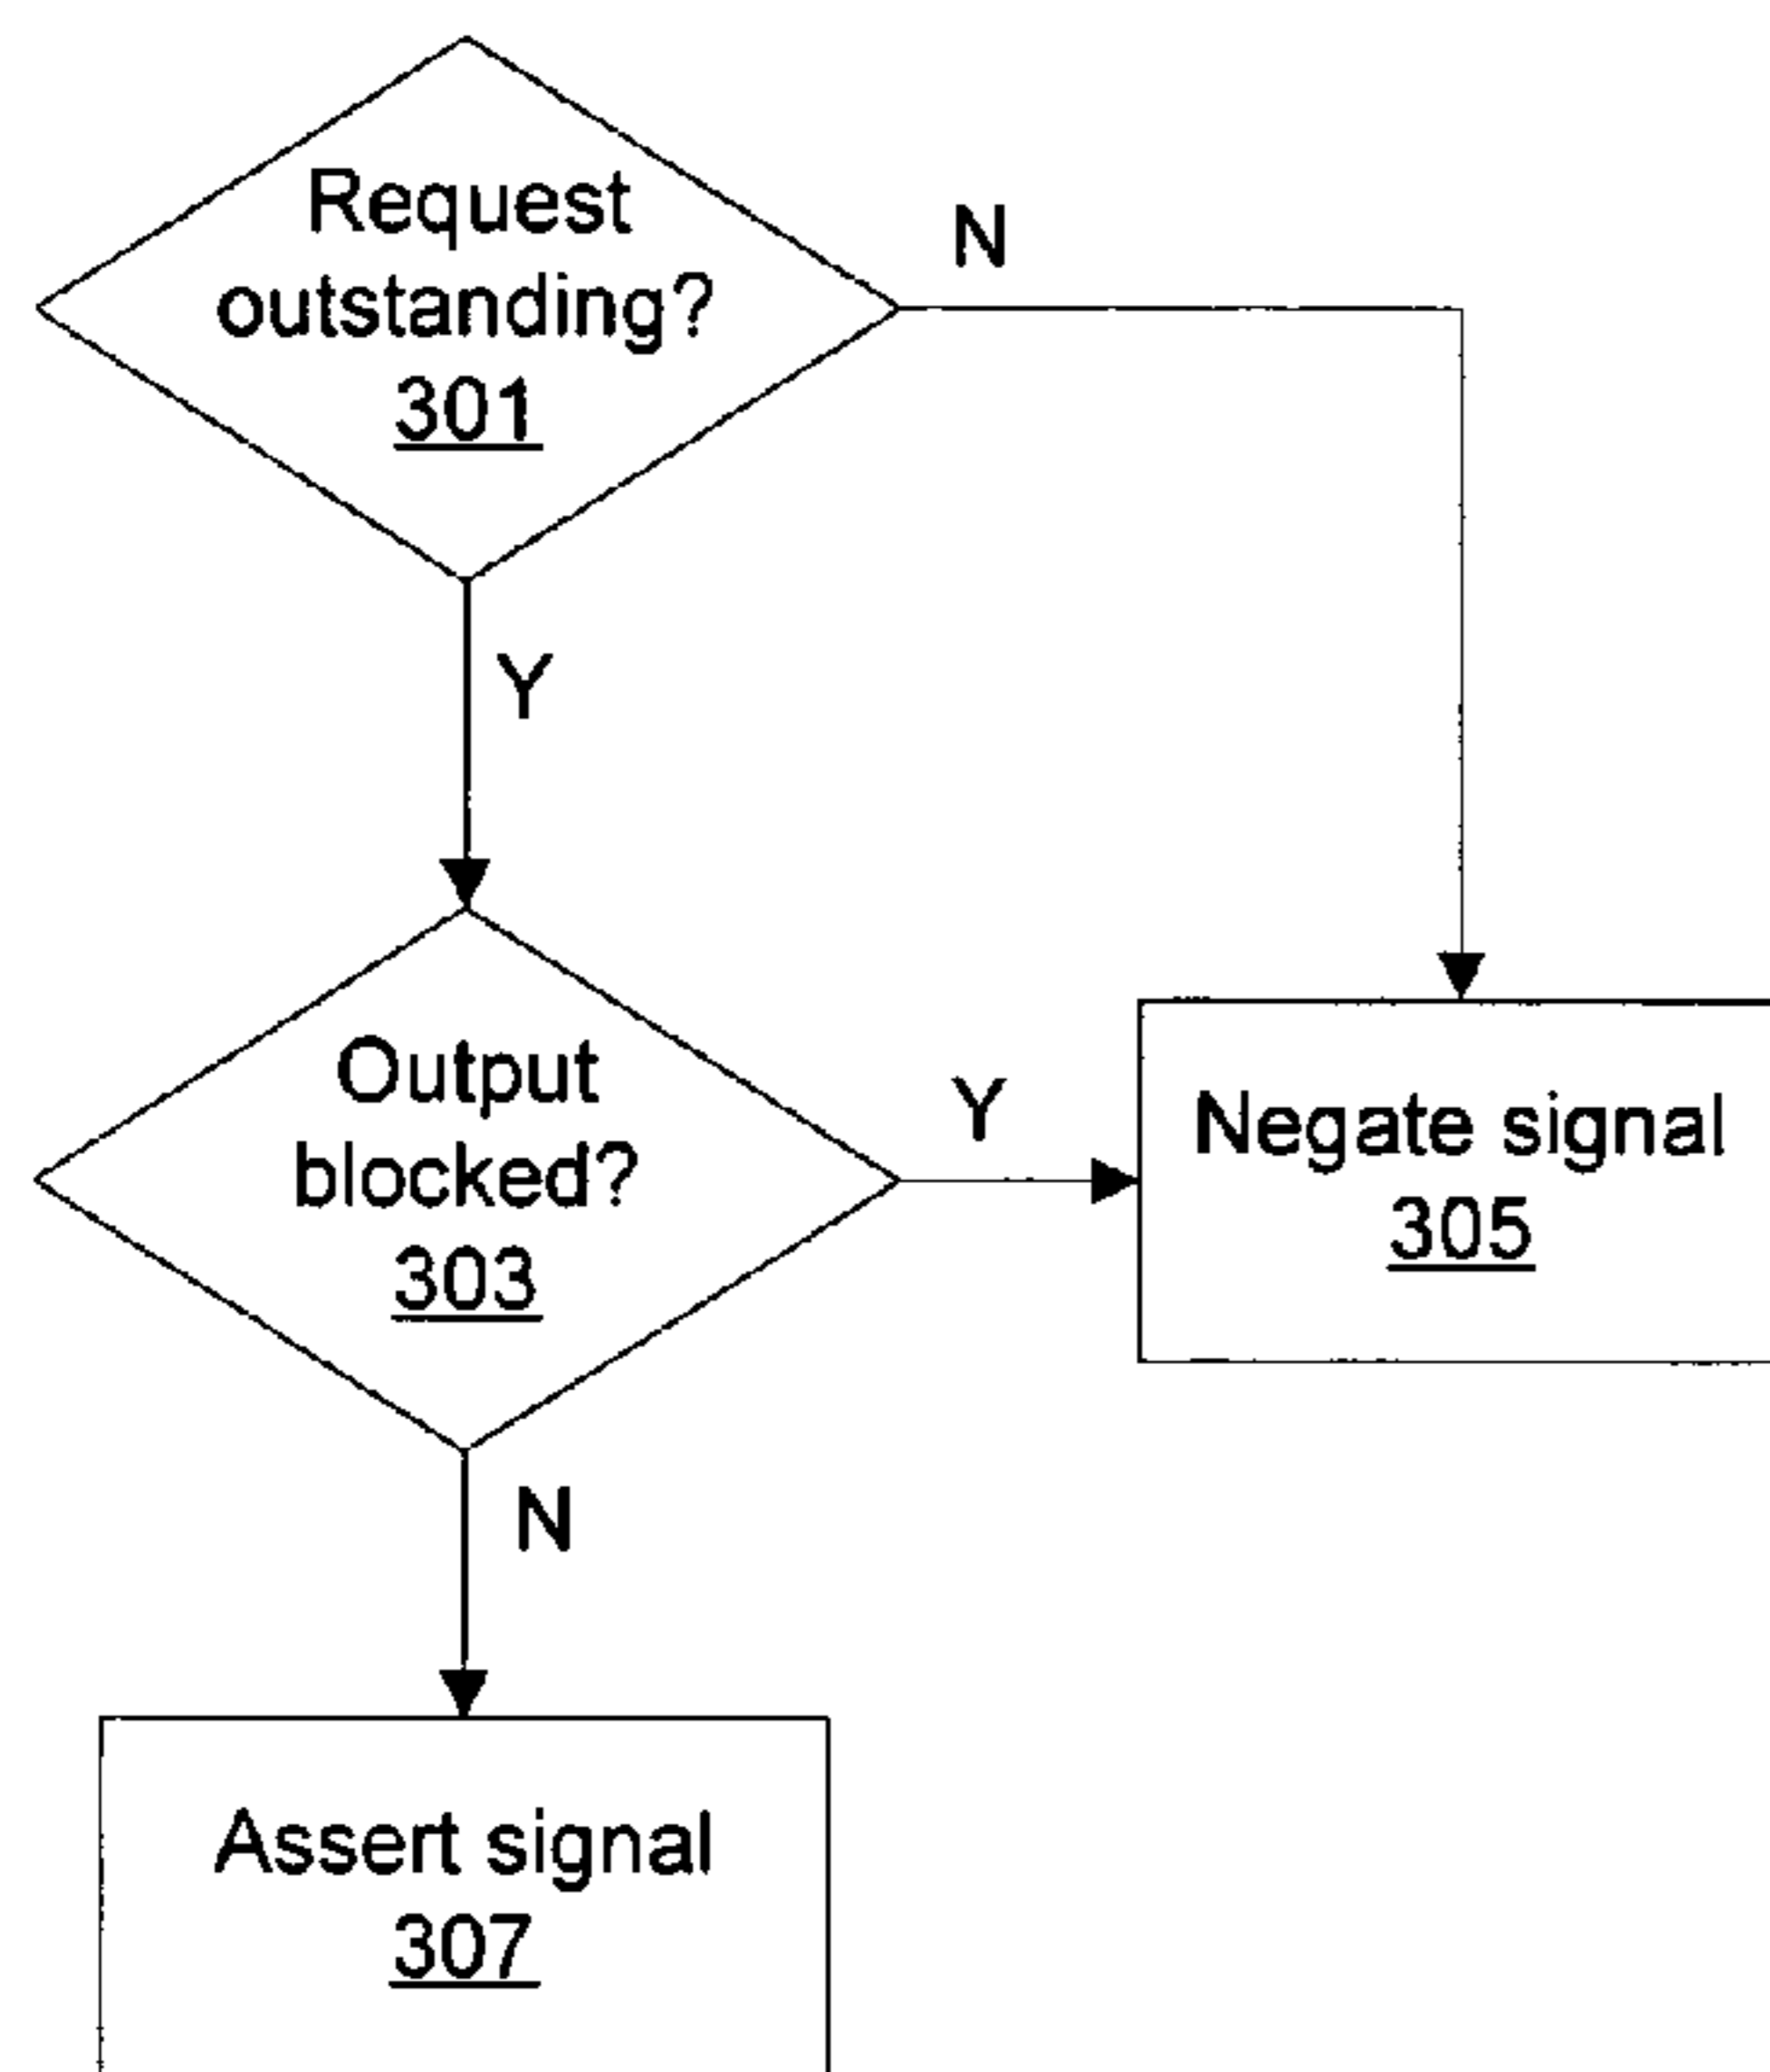 Request
outstanding?
301
N
Y
Output
blocked?
303
Y
Negate signal
305
N
Assert signal
307